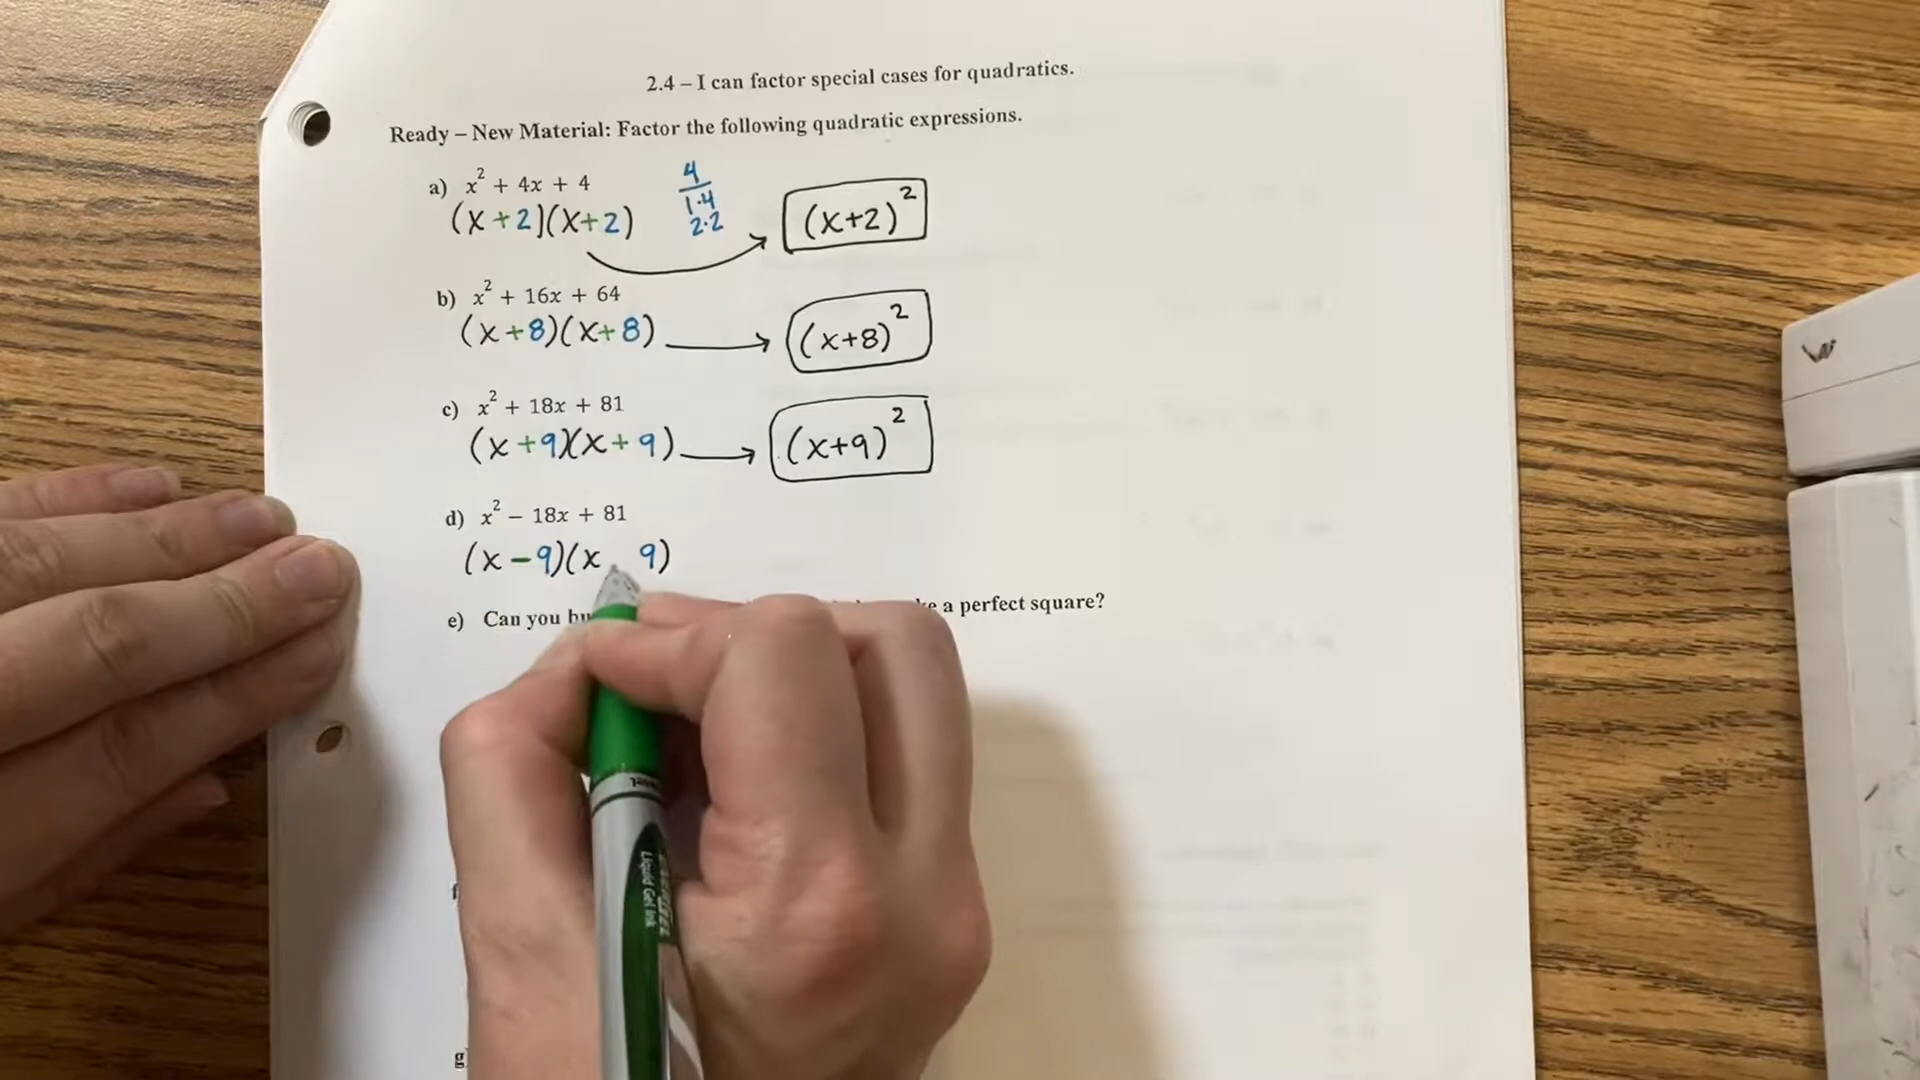 2.4 – I can factor special cases for quadratics.
Ready – New Material: Factor the following quadratic expressions.
a) x² + 4x + 4
4
1·4
2·2
(x+2)(x+2)
(x+2)²
b) x² + 16x + 64
(x+8)(x+8)
(x+8)²
c) x² + 18x + 81
(x+9)(x+9)
(x+9)²
d) x² – 18x + 81
(x-9)(x 9)
e) Can you a perfect square?
g)
Liquid Gel Ink